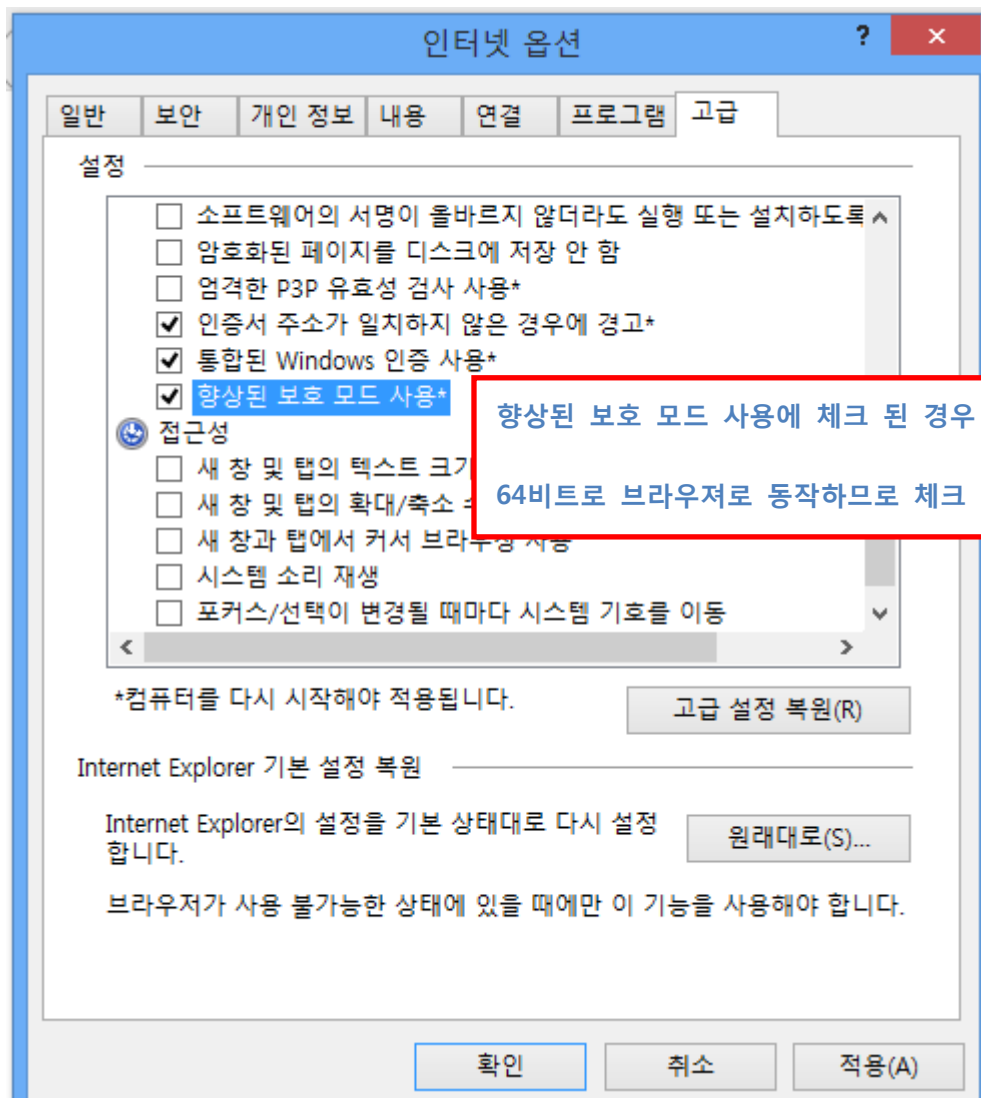 인터넷 옵션 ?
일반 보안 개인 정보 내용 연결 프로그램 고급
설정
소프트웨어의 서명이 올바르지 않더라도 실행 또는 설치하도록
암호화된 페이지를 디스크에 저장 안 함
엄격한 P3P 유효성 검사 사용*
인증서 주소가 일치하지 않은 경우에 경고*
통합된 Windows 인증 사용*
향상된 보호 모드 사용*
향상된 보호 모드 사용에 체크 된 경우
64비트로 브라우져로 동작하므로 체크
접근성
새 창 및 탭의 텍스트
새 창 및 탭의 확대/축소
새 창과 탭에서 커서 브라우징 사용
시스템 소리 재생
포커스/선택이 변경될 때마다 시스템 기호를 이동
*컴퓨터를 다시 시작해야 적용됩니다.
고급 설정 복원(R)
Internet Explorer 기본 설정 복원
Internet Explorer의 설정을 기본 상태대로 다시 설정
합니다.
원래대로(S)...
브라우저가 사용 불가능한 상태에 있을 때에만 이 기능을 사용해야 합니다.
확인 취소 적용(A)